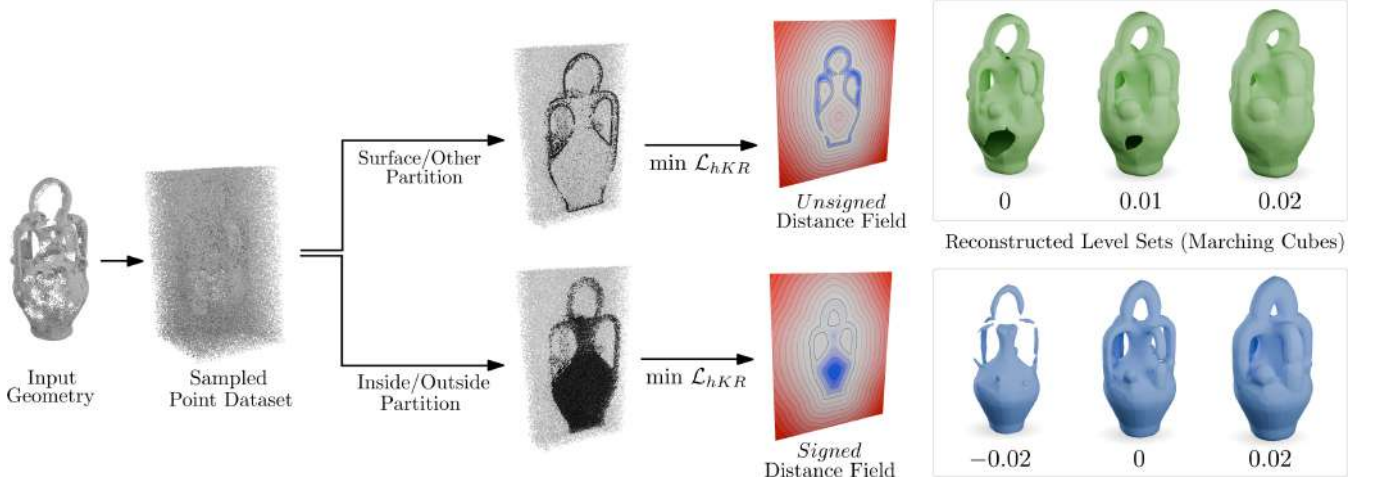 Input
Geometry
Sampled
Point Dataset
Surface/Other
Partition
Inside/Outside
Partition
min ℒhKR
min ℒhKR
Unsigned
Distance Field
Signed
Distance Field
0 0.01 0.02
Reconstructed Level Sets (Marching Cubes)
−0.02 0 0.02